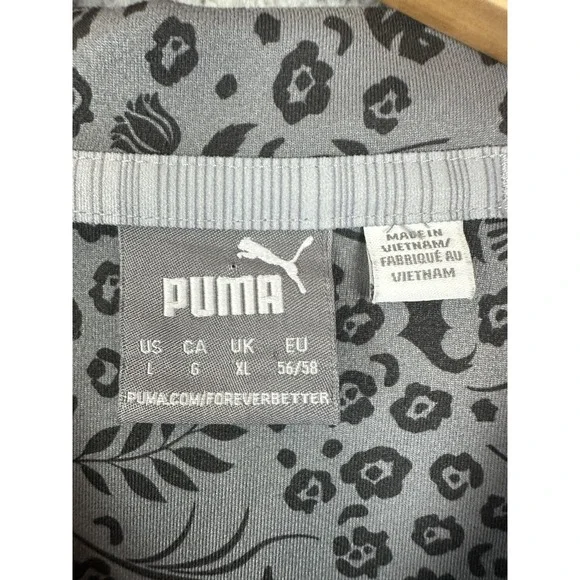 PUMA
US CA UK EU
L G XL 56/58
PUMA.COM/FOREVERBETTER
MADE IN
VIETNAM/
FABRIQUÉ AU
VIETNAM